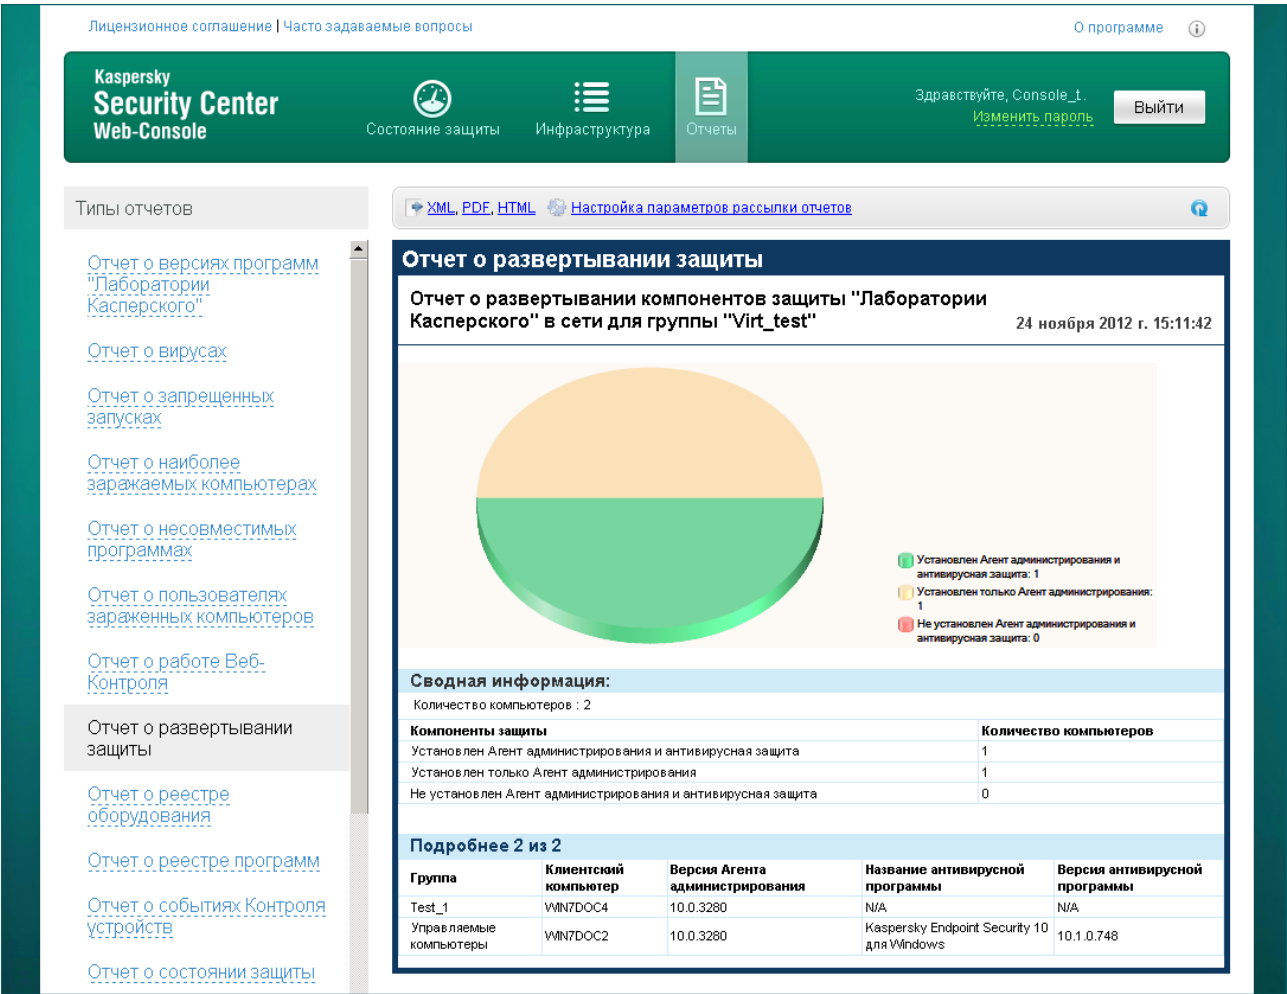 Лицензионное соглашение | Часто задаваемые вопросы
О программе
Kaspersky
Security Center
Web-Console
Состояние защиты
Инфраструктура
Отчеты
Здравствуйте, Console_t.
Изменить пароль
Выйти
Типы отчетов
XML, PDF, HTML Настройка параметров рассылки отчетов
Отчет о версиях программ
"Лаборатории
Касперского"
Отчет о вирусах
Отчет о запрещенных
запусках
Отчет о наиболее
заражаемых компьютерах
Отчет о несовместимых
программах
Отчет о пользователях
зараженных компьютеров
Отчет о работе Веб-
Контроля
Отчет о развертывании
защиты
Отчет о реестре
оборудования
Отчет о реестре программ
Отчет о событиях Контроля
устройств
Отчет о состоянии защиты
Отчет о развертывании защиты
Отчет о развертывании компонентов защиты "Лаборатории
Касперского" в сети для группы "Virt_test"
24 ноября 2012 г. 15:11:42
Установлен Агент администрирования и
антивирусная защита: 1
Установлен только Агент администрирования:
1
Не установлен Агент администрирования и
антивирусная защита: 0
Сводная информация:
Количество компьютеров : 2
Компоненты защиты Количество компьютеров
Установлен Агент администрирования и антивирусная защита 1
Установлен только Агент администрирования 1
Не установлен Агент администрирования и антивирусная защита 0
Подробнее 2 из 2
Группа Клиентский компьютер Версия Агента администрирования Название антивирусной программы Версия антивирусной программы
Test_1 WIN7DOC4 10.0.3280 N/A N/A
Управляемые компьютеры WIN7DOC2 10.0.3280 Kaspersky Endpoint Security 10 для Windows 10.1.0.748